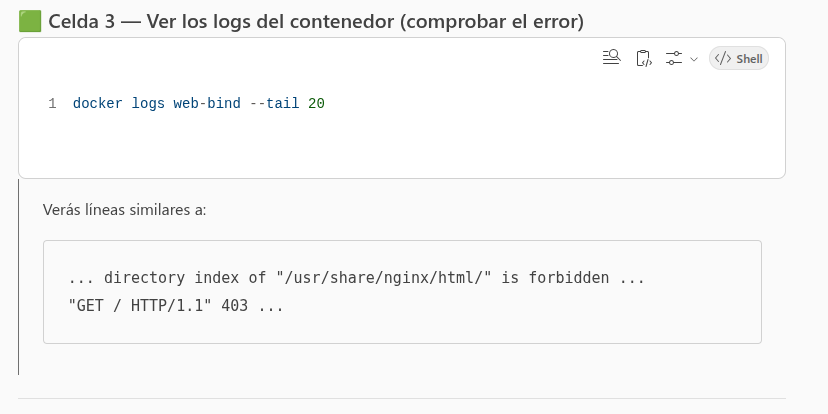 🟩 Celda 3 — Ver los logs del contenedor (comprobar el error)
Shell
1 docker logs web-bind --tail 20
Verás líneas similares a:
... directory index of "/usr/share/nginx/html/" is forbidden ...
"GET / HTTP/1.1" 403 ...